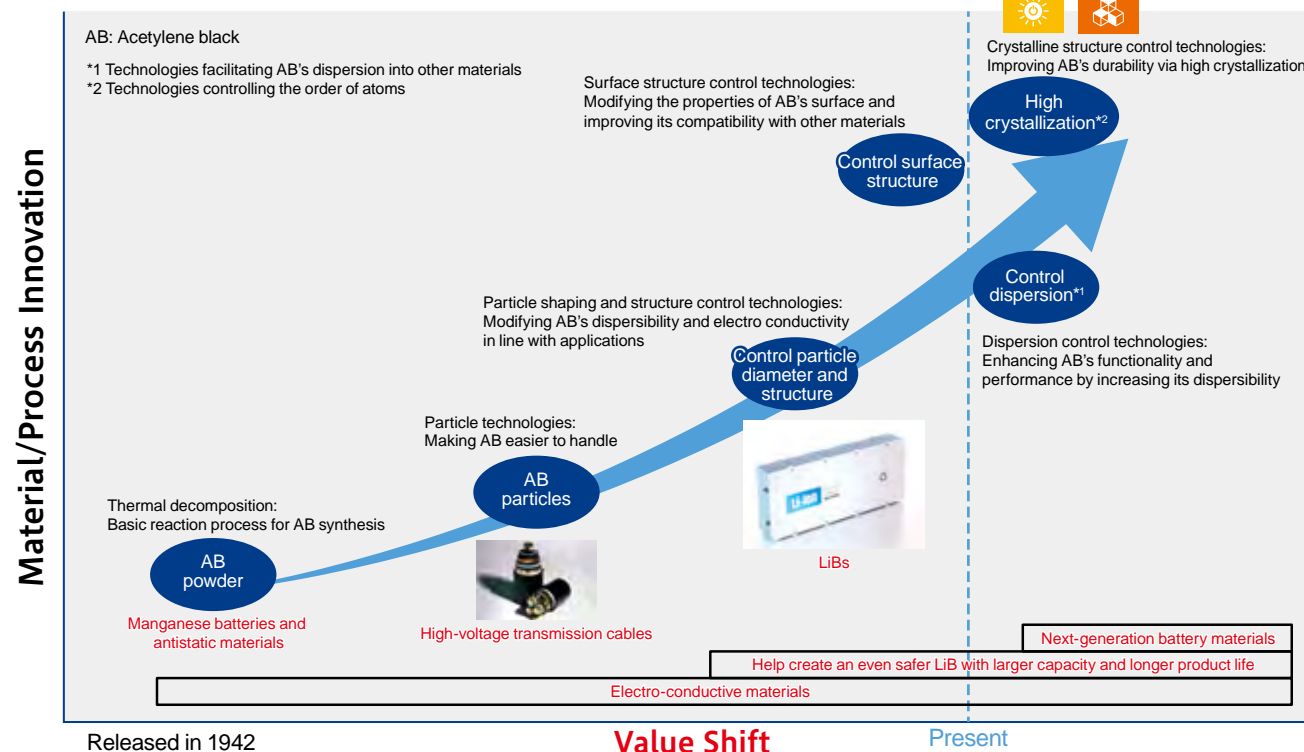 AB: Acetylene black
*1 Technologies facilitating AB's dispersion into other materials
*2 Technologies controlling the order of atoms
Crystalline structure control technologies:
Improving AB's durability via high crystallization
Surface structure control technologies:
Modifying the properties of AB's surface and
improving its compatibility with other materials
High
crystallization*2
Control surface
structure
Control
dispersion*1
Particle shaping and structure control technologies:
Modifying AB's dispersibility and electro conductivity
in line with applications
Dispersion control technologies:
Enhancing AB's functionality and
performance by increasing its dispersibility
Control particle
diameter and
structure
Particle technologies:
Making AB easier to handle
AB
particles
Thermal decomposition:
Basic reaction process for AB synthesis
AB
powder
LI-ION
LiBs
Manganese batteries and
antistatic materials
High-voltage transmission cables
Next-generation battery materials
Help create an even safer LiB with larger capacity and longer product life
Electro-conductive materials
Material/Process Innovation
Released in 1942
Value Shift
Present